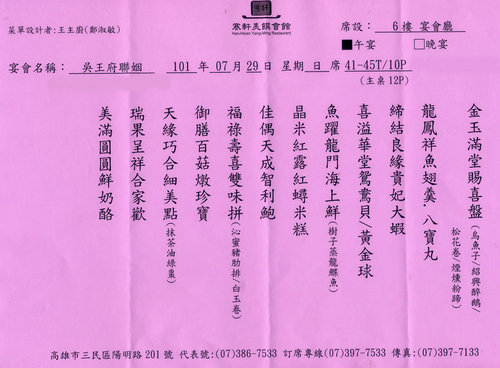 菜單設計者:王主廚(鄭淑敏)
寒軒
寒軒美饌會館
Han-Hsien Yang-Ming Restaurant
席設： 6樓 宴會廳
■午宴 □晚宴
宴會名稱： 吳王府聯姻 101 年 07 月 29 日 星期 日 席 41-45T/10P
(主桌 12P)
金玉滿堂賜喜盤(烏魚子/紹興醉鴿/
松花卷/煙燻粉蹄)
龍鳳祥魚翅羹．八寶丸
締結良緣貴妃大蝦
喜溢華堂鴛鴦貝/黃金球
魚躍龍門海上鮮(樹子蒸龍鱈魚)
晶米紅露紅蟳米糕
佳偶天成智利鮑
福祿壽喜雙味拼(沁蜜豬肋排/白玉卷)
御膳百菇燉珍寶
天緣巧合細美點(抹茶油綠棗)
瑞果呈祥合家歡
美滿圓圓鮮奶酪
高雄市三民區陽明路 201 號 代表號:(07)386-7533 訂席專線(07)397-7533 傳真:(07)397-7133